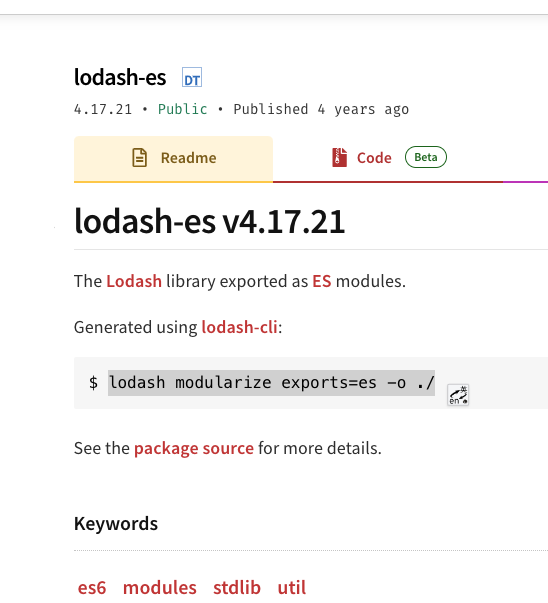 lodash-es DT
4.17.21 • Public • Published 4 years ago
Readme Code Beta
lodash-es v4.17.21
The Lodash library exported as ES modules.
Generated using lodash-cli:
$ lodash modularize exports=es -o ./
en 英
See the package source for more details.
Keywords
es6 modules stdlib util